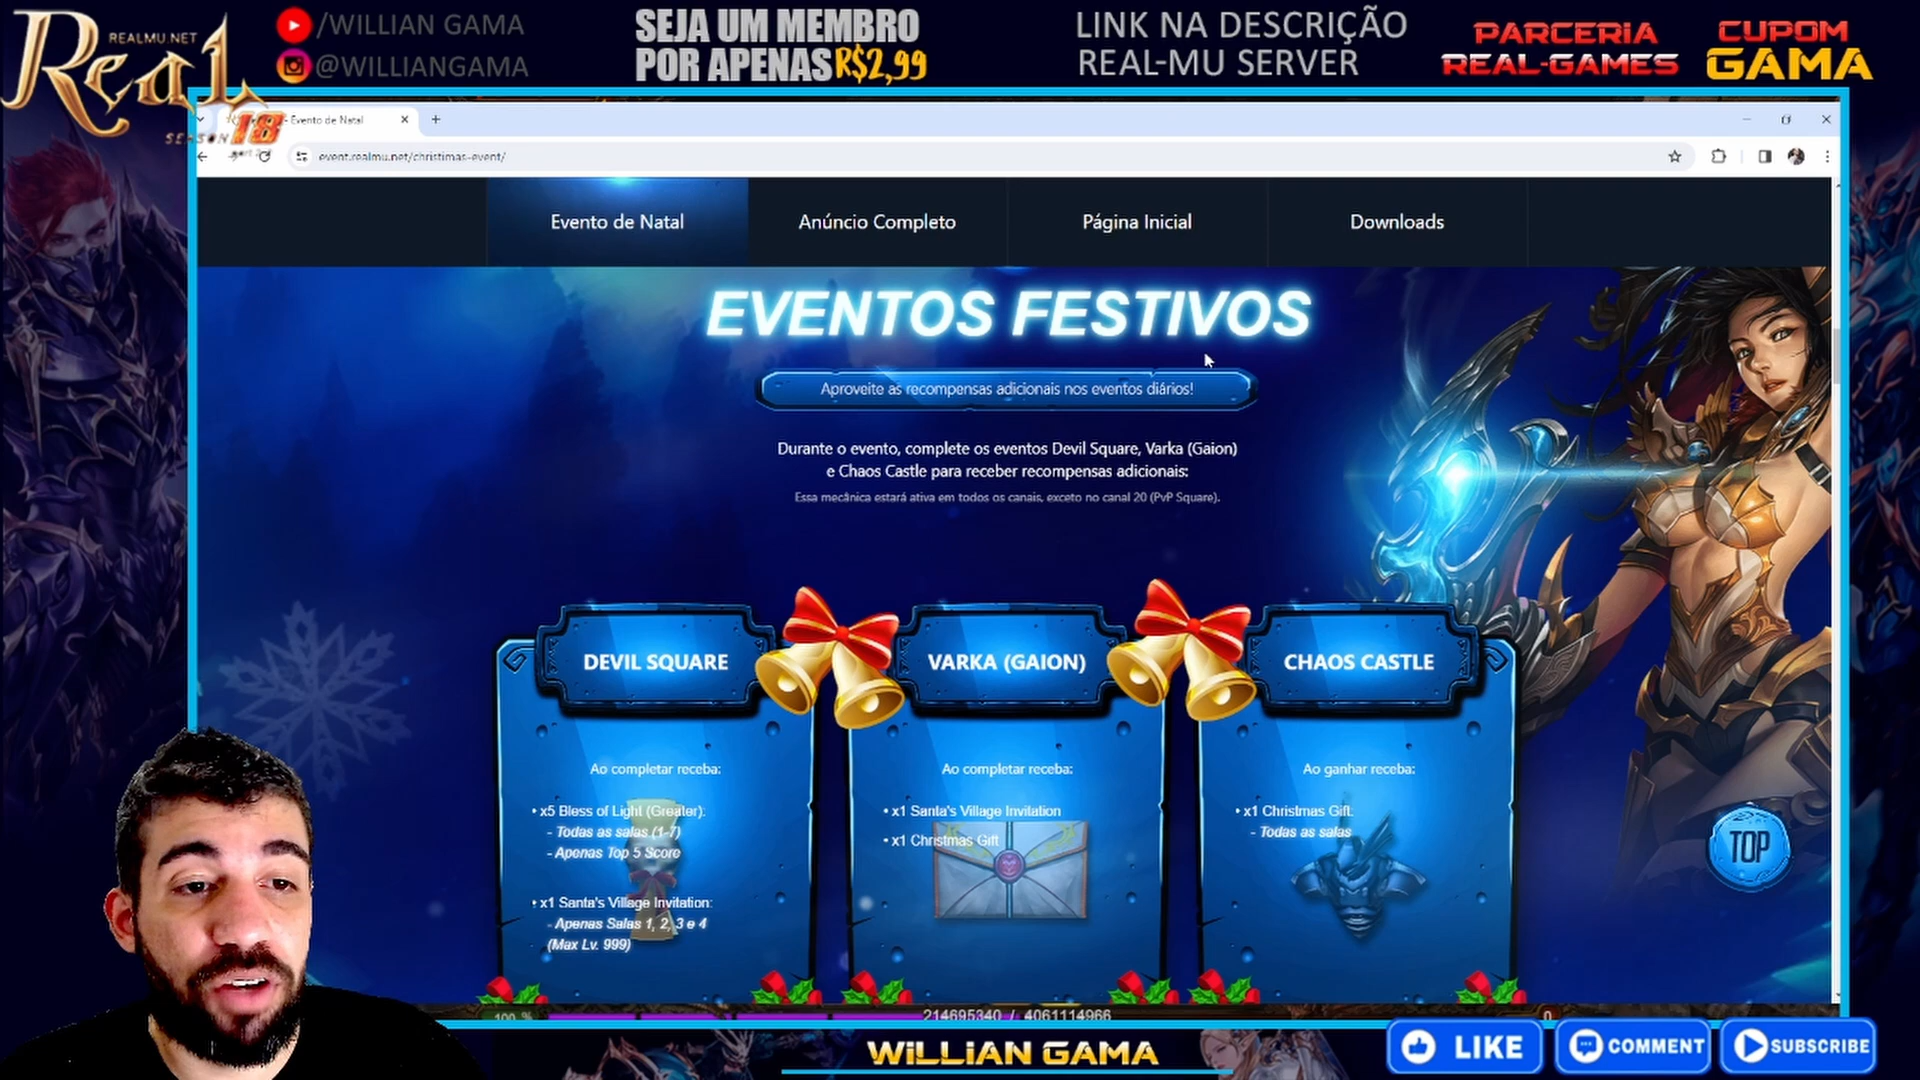 REALMU.NET
Real
SEASON 18
/WILLIAN GAMA
@WILLIANGAMA
SEJA UM MEMBRO
POR APENAS R$2,99
LINK NA DESCRIÇÃO
REAL-MU SERVER
PARCERIA
REAL-GAMES
CUPOM
GAMA
- Evento de Natal
event.realmu.net/christimas-event/
Evento de Natal
Anúncio Completo
Página Inicial
Downloads
EVENTOS FESTIVOS
Aproveite as recompensas adicionais nos eventos diários!
Durante o evento, complete os eventos Devil Square, Varka (Gaion)
e Chaos Castle para receber recompensas adicionais:
Essa mecânica estará ativa em todos os canais, exceto no canal 20 (PvP Square).
DEVIL SQUARE
Ao completar receba:
• x5 Bless of Light (Greater):
- Todas as salas (1-7)
- Apenas Top 5 Score
• x1 Santa's Village Invitation:
- Apenas Salas 1, 2, 3 e 4
(Max Lv. 999)
VARKA (GAION)
Ao completar receba:
• x1 Santa's Village Invitation
• x1 Christmas Gift
CHAOS CASTLE
Ao ganhar receba:
• x1 Christmas Gift:
- Todas as salas
TOP
100 %
214695340 / 4061114966
0
WILLIAN GAMA
LIKE
COMMENT
SUBSCRIBE